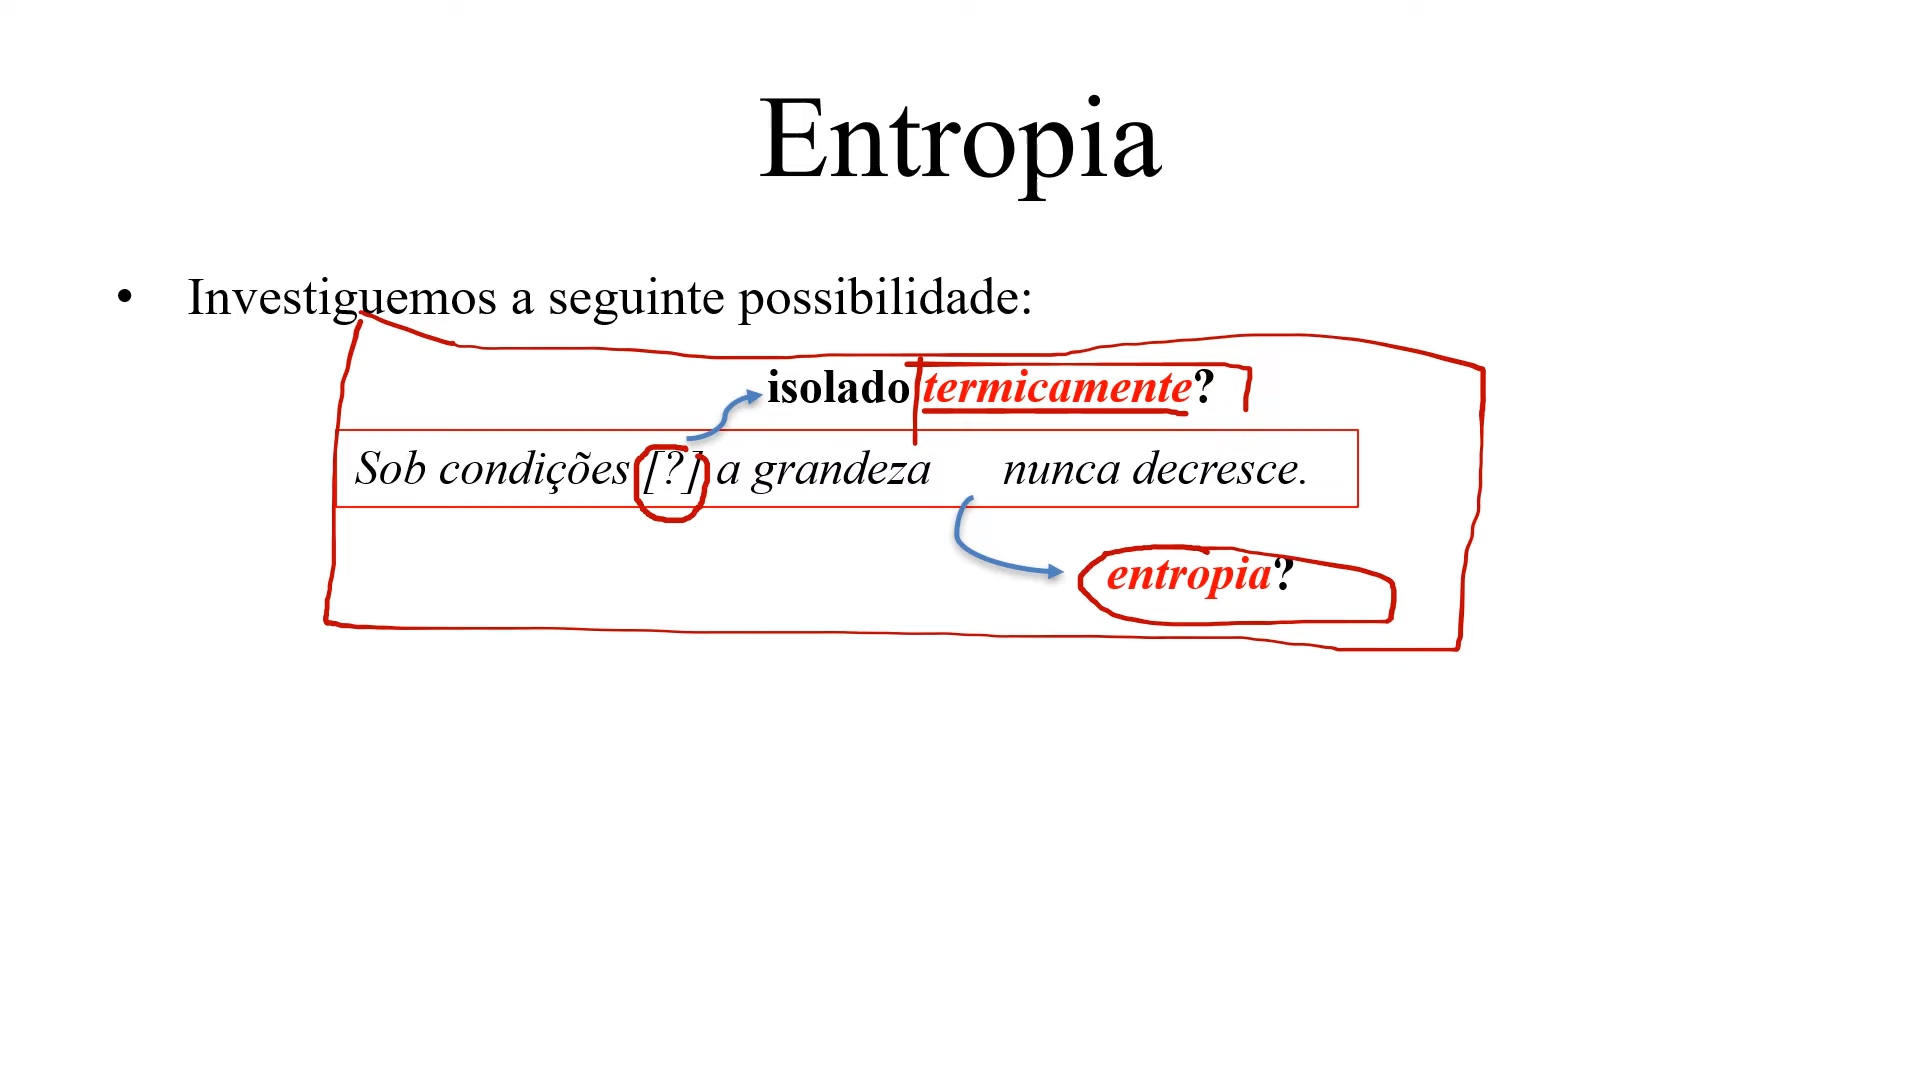 Entropia
• Investiguemos a seguinte possibilidade:
isolado termicamente?
Sob condições [?] a grandeza nunca decresce.
entropia?